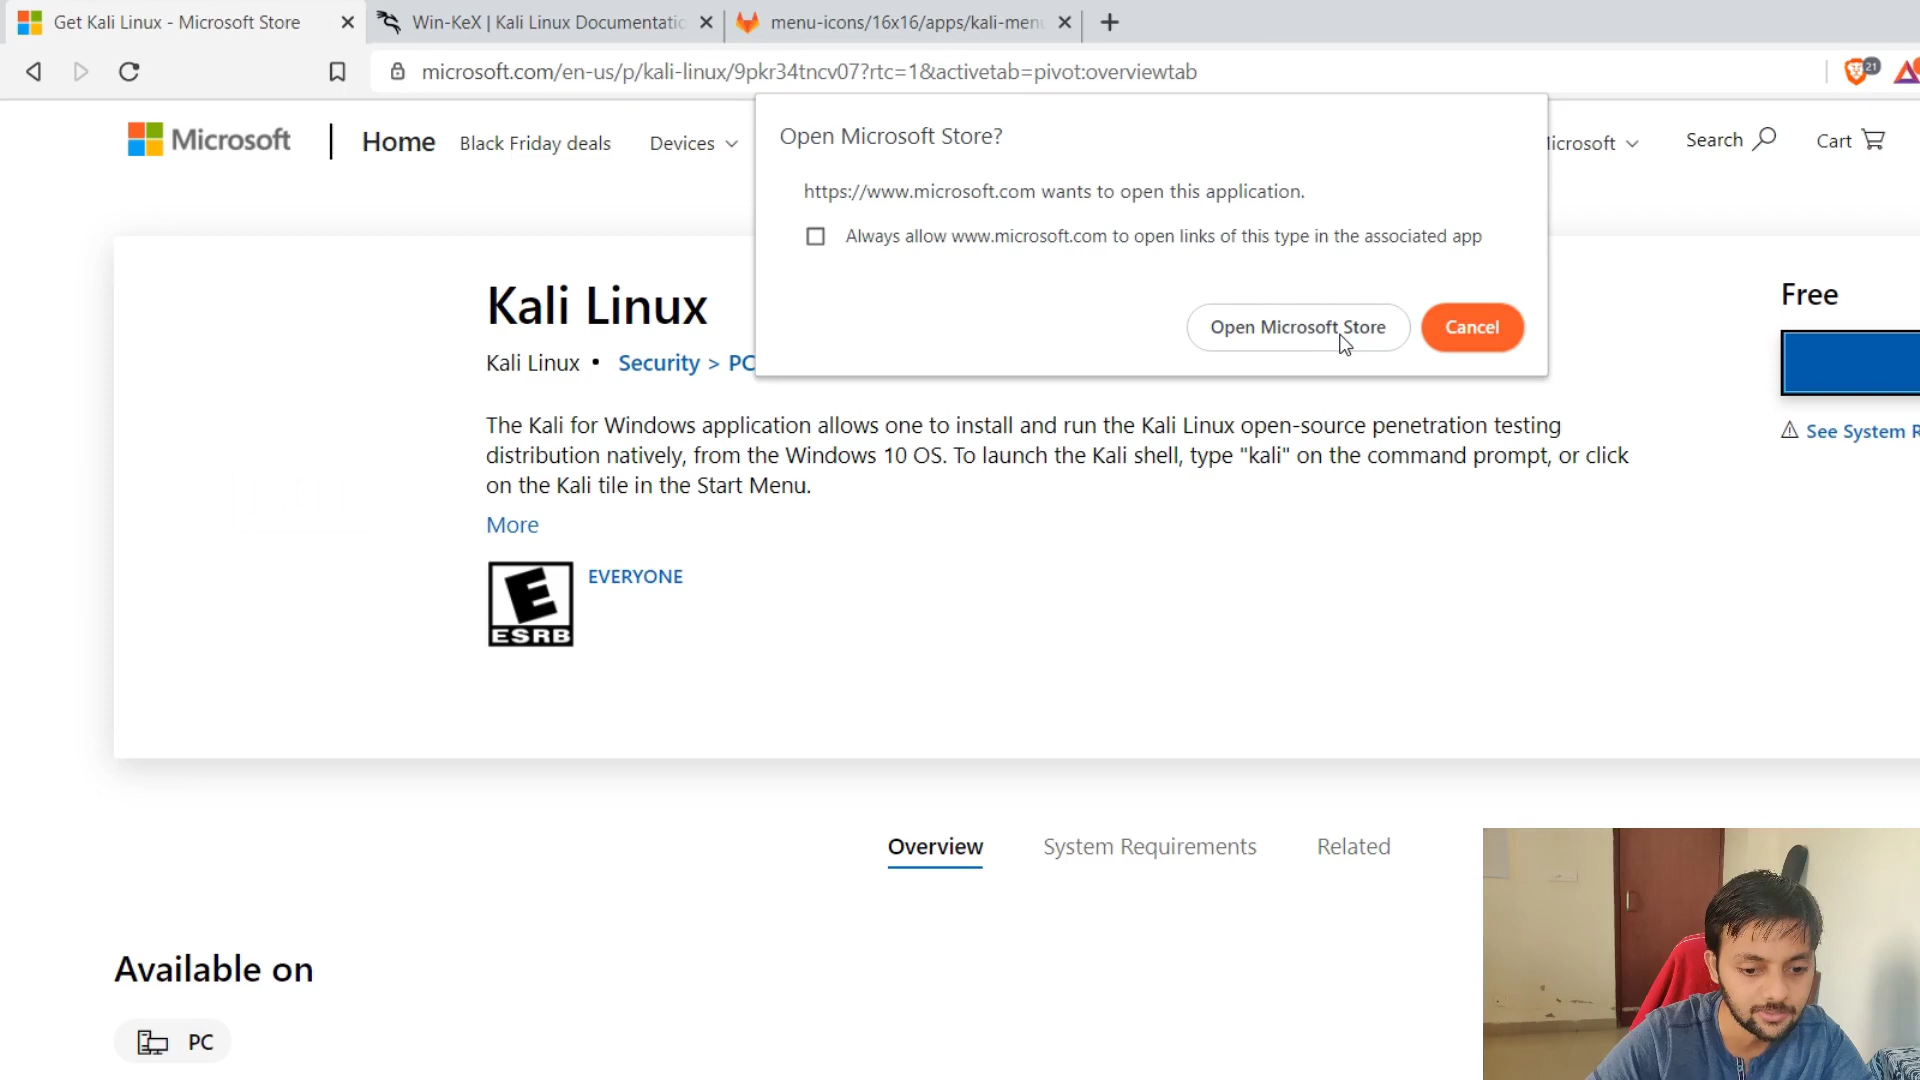 Get Kali Linux - Microsoft Store
Win-KeX | Kali Linux Documentatio
menu-icons/16x16/apps/kali-menu
microsoft.com/en-us/p/kali-linux/9pkr34tncv07?rtc=1&activetab=pivot:overviewtab
21
Microsoft
Home
Black Friday deals
Devices
icrosoft
Search
Cart
Open Microsoft Store?
https://www.microsoft.com wants to open this application.
Always allow www.microsoft.com to open links of this type in the associated app
Open Microsoft Store
Cancel
Kali Linux
Kali Linux • Security > PC
Free
See System R
The Kali for Windows application allows one to install and run the Kali Linux open-source penetration testing
distribution natively, from the Windows 10 OS. To launch the Kali shell, type "kali" on the command prompt, or click
on the Kali tile in the Start Menu.
More
E
ESRB
EVERYONE
Overview
System Requirements
Related
Available on
PC